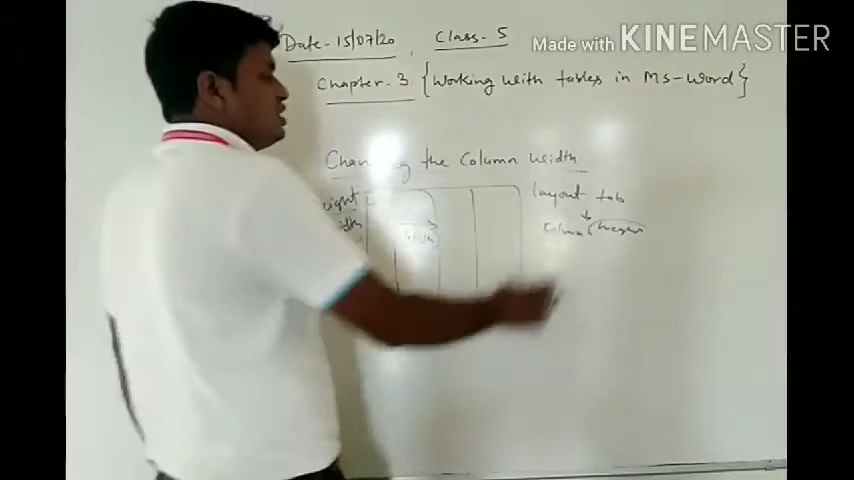 Date - 15/07/20, Class - 5
Made with KINEMASTER
Chapter - 3 {Working with tables in Ms-Word}
Changing the Column Width
layout tab
Column